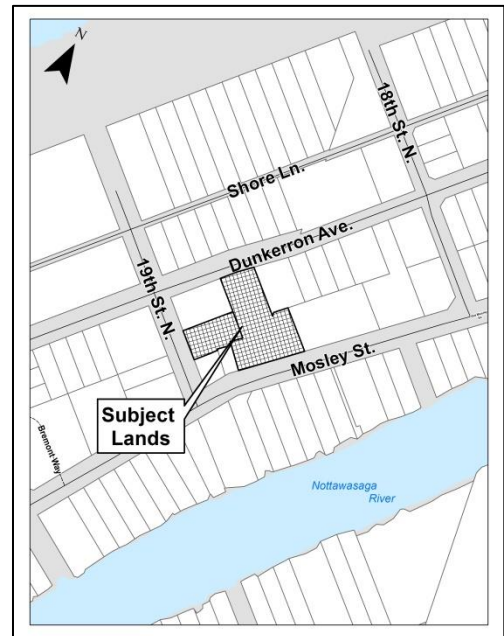 N
18th St. N.
Shore Ln.
Dunkerron Ave.
19th St. N.
Mosley St.
Subject
Lands
Bremont Way
Nottawasaga
River